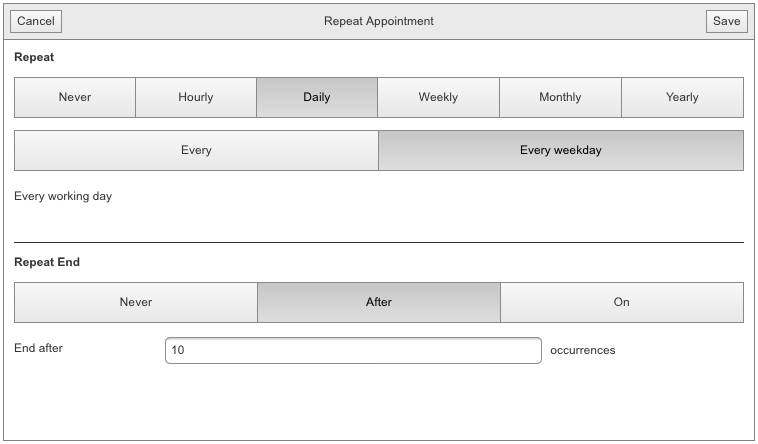 Cancel Repeat Appointment Save
Repeat
Never Hourly Daily Weekly Monthly Yearly
Every Every weekday
Every working day
Repeat End
Never After On
End after 10 occurrences